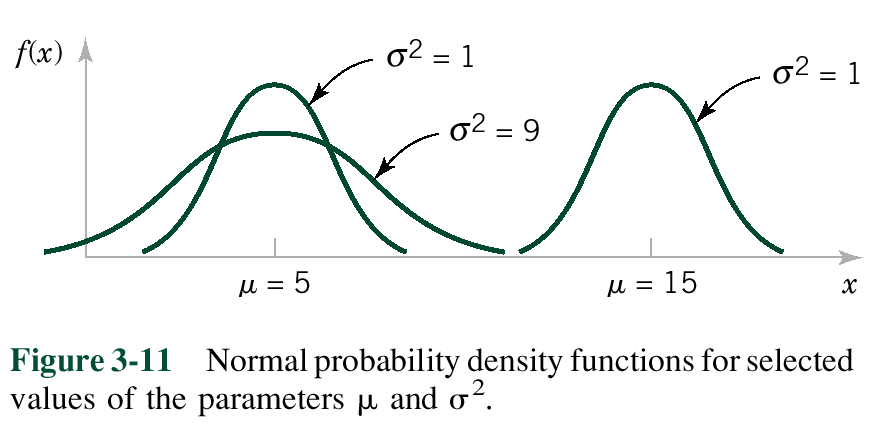 f(x)
σ² = 1
σ² = 1
σ² = 9
μ = 5
μ = 15
x
Figure 3-11 Normal probability density functions for selected
values of the parameters μ and σ².